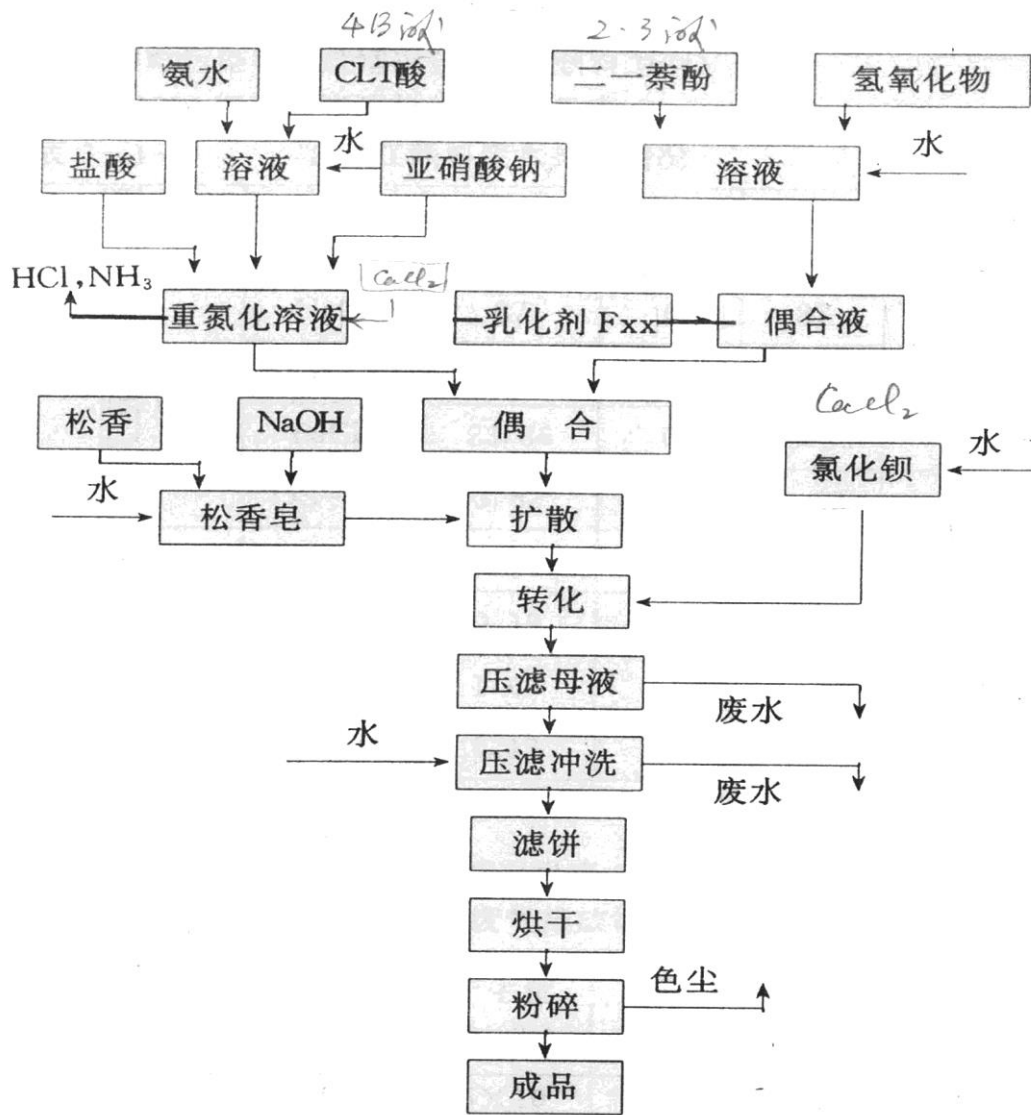 4B酸 2·3酸
氨水 CLT酸 二一萘酚 氢氧化物
盐酸 溶液 水 亚硝酸钠 溶液 水
HCl,NH₃ CaCl₂
重氮化溶液 乳化剂 Fxx 偶合液
松香 NaOH 偶 合 CaCl₂
水 松香皂 扩散 氯化钡 水
转化
压滤母液 废水
水 压滤冲洗 废水
滤饼
烘干
粉碎 色尘
成品